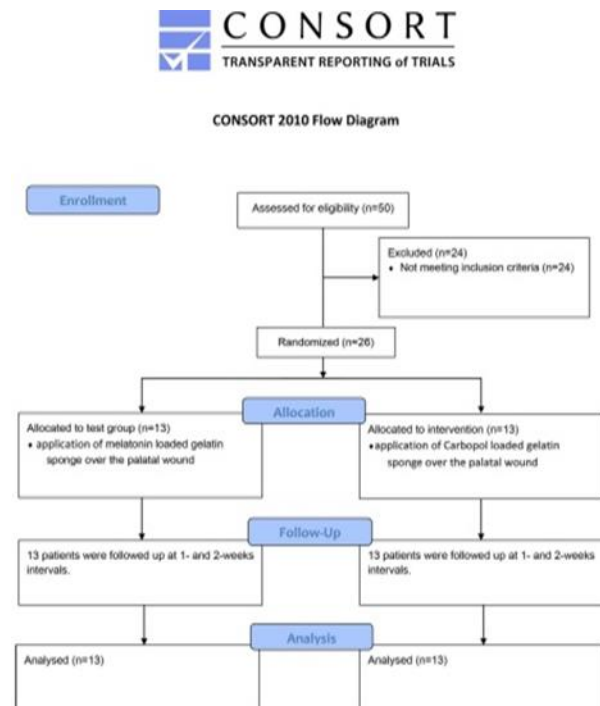 CONSORT
TRANSPARENT REPORTING of TRIALS
CONSORT 2010 Flow Diagram
Enrollment
Assessed for eligibility (n=50)
Excluded (n=24)
• Not meeting inclusion criteria (n=24)
Randomized (n=26)
Allocation
Allocated to test group (n=13)
• application of melatonin loaded gelatin
sponge over the palatal wound
Allocated to intervention (n=13)
•application of Carbopol loaded gelatin
sponge over the palatal wound
Follow-Up
13 patients were followed up at 1- and 2-weeks
intervals.
13 patients were followed up at 1- and 2-weeks
intervals.
Analysis
Analysed (n=13)
Analysed (n=13)